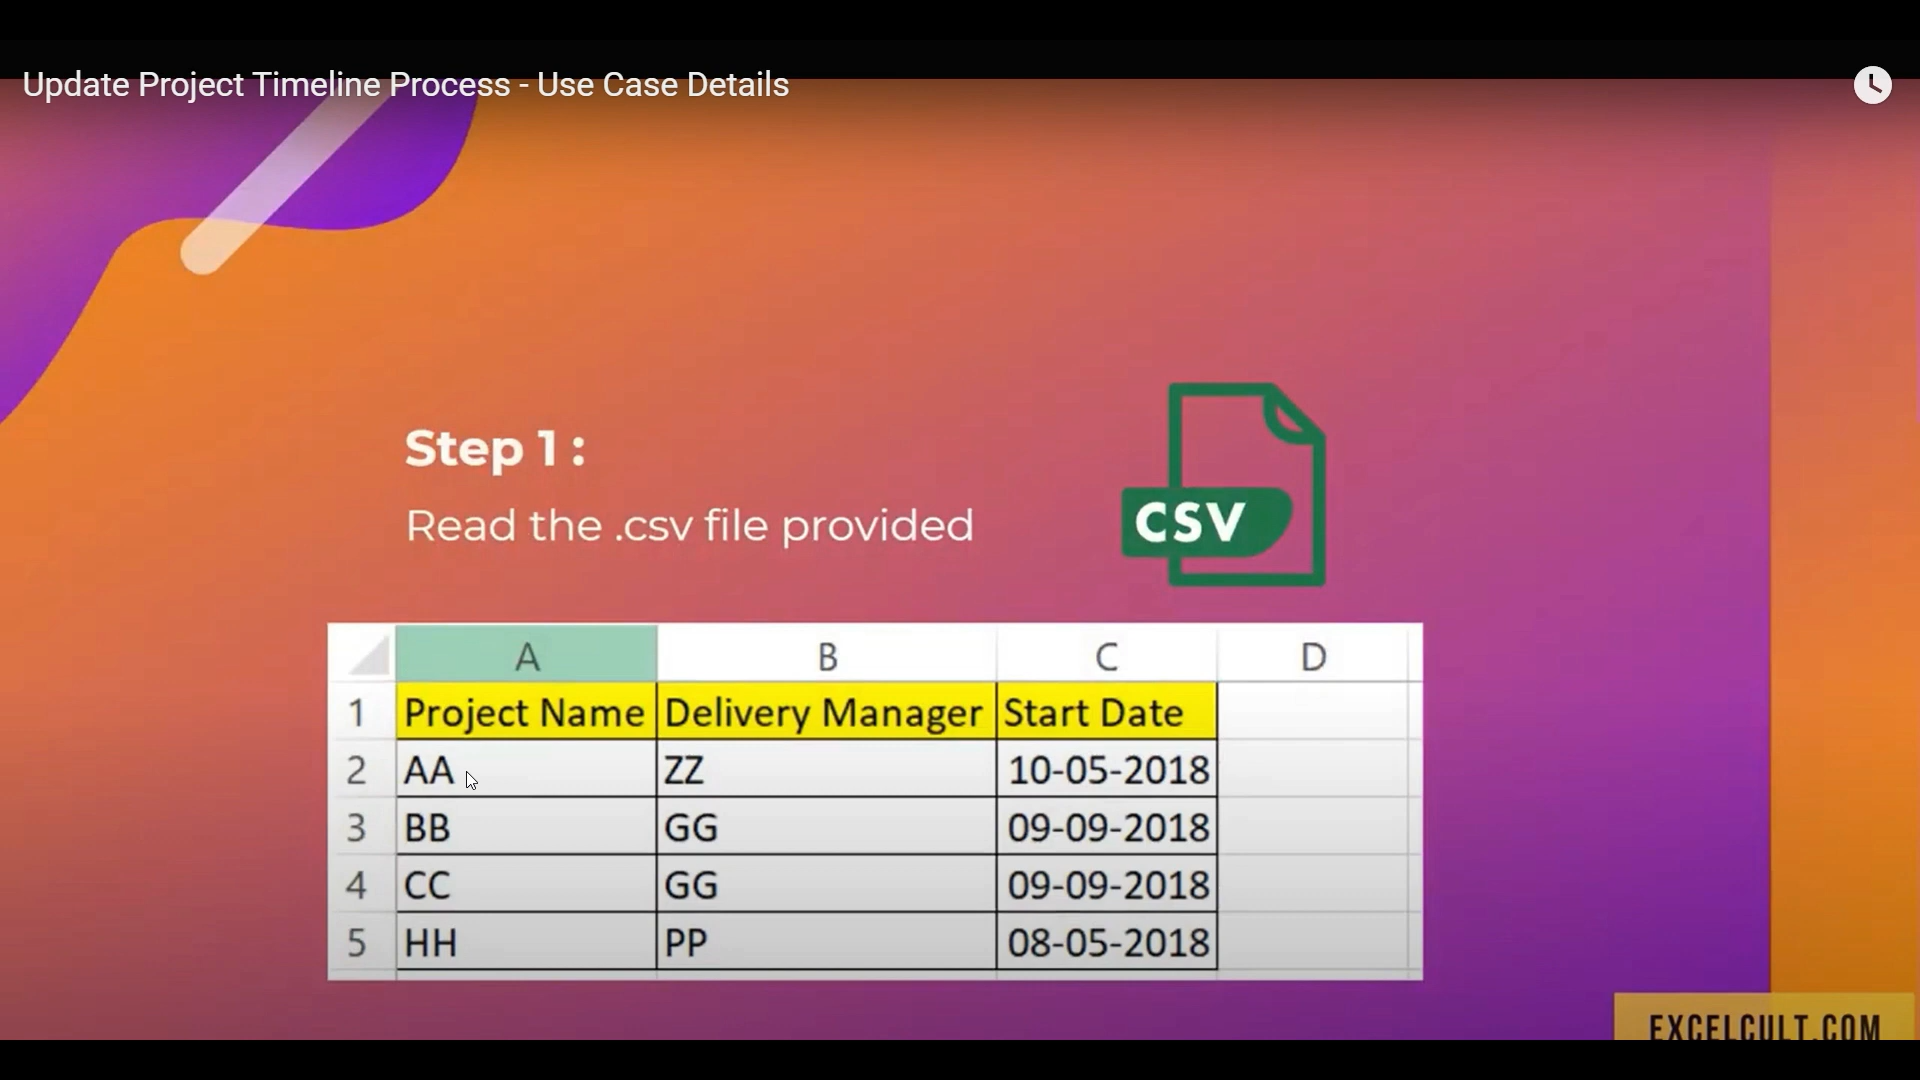 Update Project Timeline Process - Use Case Details
Step 1 :
Read the .csv file provided
CSV
A B C D
1 Project Name Delivery Manager Start Date
2 AA ZZ 10-05-2018
3 BB GG 09-09-2018
4 CC GG 09-09-2018
5 HH PP 08-05-2018
EXCELCULT.COM